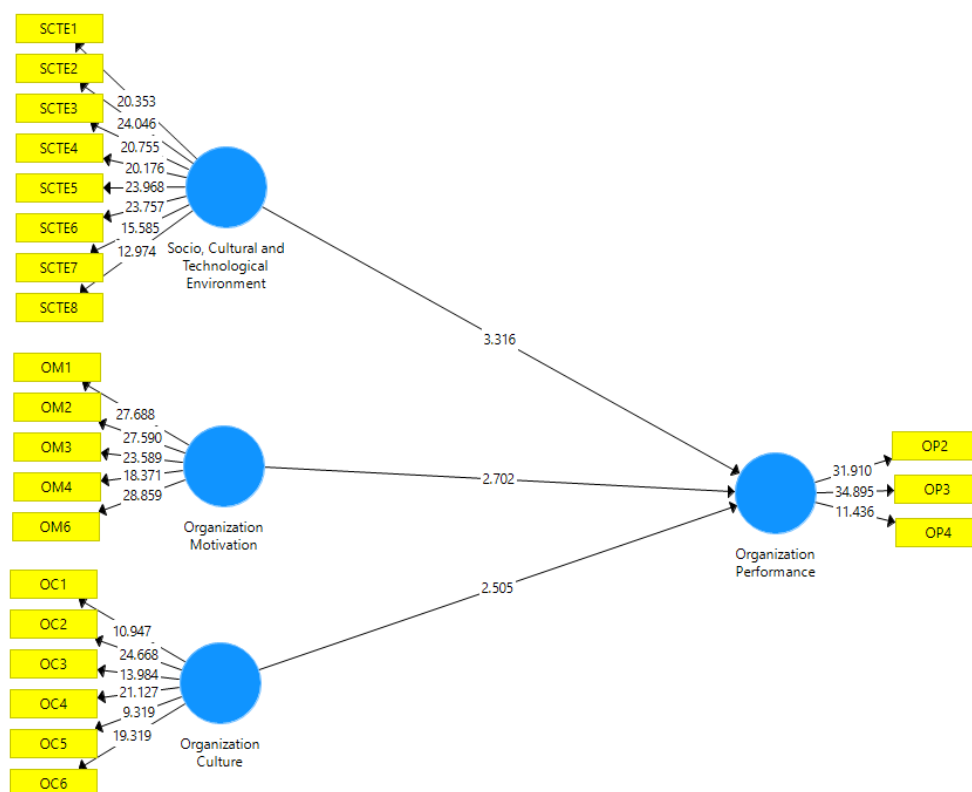 SCTE1
SCTE2
SCTE3
SCTE4
SCTE5
SCTE6
SCTE7
SCTE8
20.353
24.046
20.755
20.176
23.968
23.757
15.585
12.974
Socio, Cultural and
Technological
Environment
3.316
OM1
OM2
OM3
OM4
OM6
27.688
27.590
23.589
18.371
28.859
Organization
Motivation
2.702
OC1
OC2
OC3
OC4
OC5
OC6
10.947
24.668
13.984
21.127
9.319
19.319
Organization
Culture
2.505
Organization
Performance
31.910
34.895
11.436
OP2
OP3
OP4